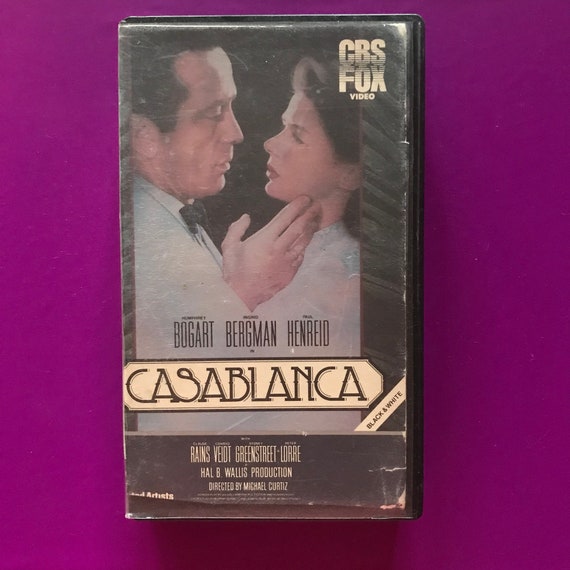 CBS
FOX
VIDEO
HUMPHREY INGRID PAUL
BOGART BERGMAN HENREID
IN
CASABLANCA
BLACK & WHITE
WITH
CLAUDE CONRAD SYDNEY PETER
RAINS VEIDT GREENSTREET-LORRE
A
HAL B. WALLIS PRODUCTION
DIRECTED BY MICHAEL CURTIZ
Artists